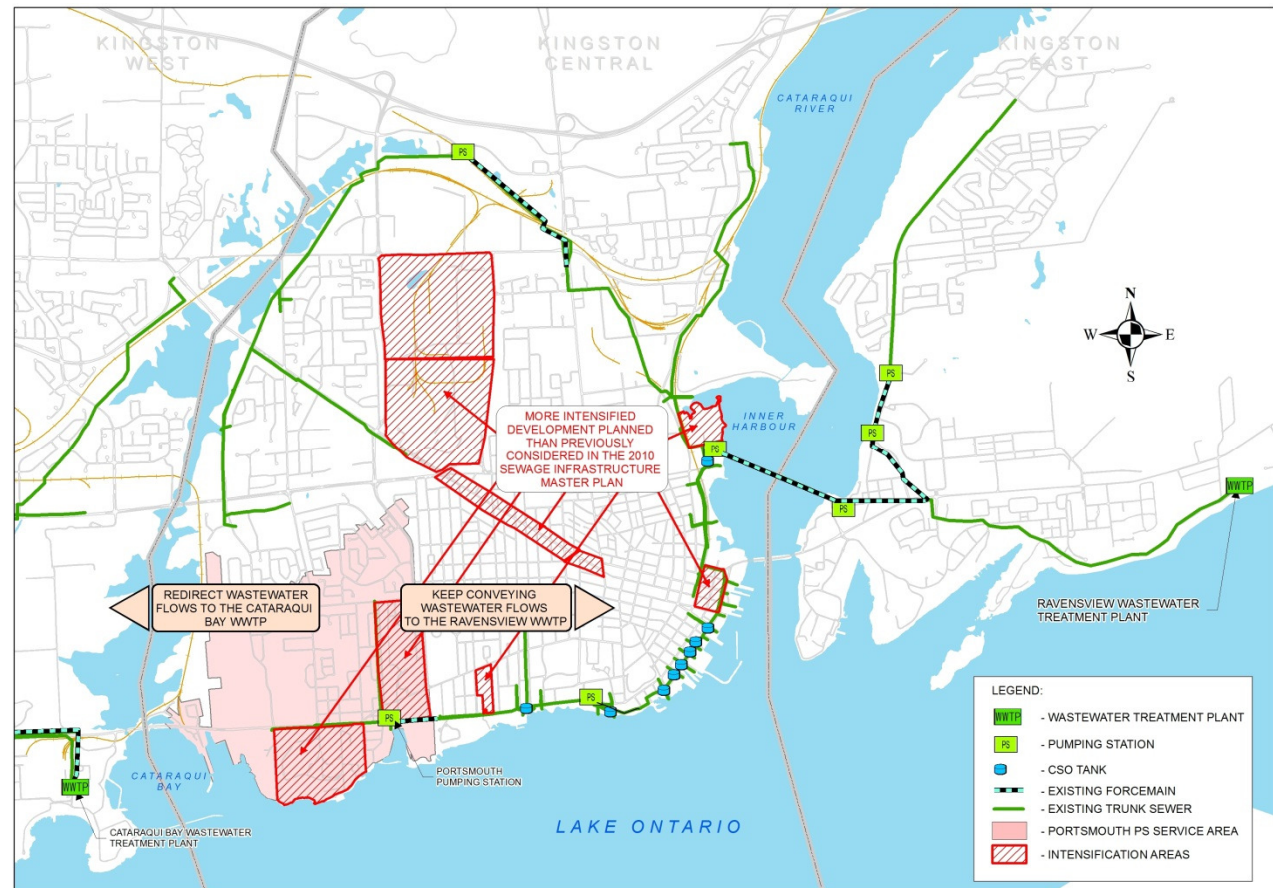 KINGSTON
WEST
KINGSTON
CENTRAL
KINGSTON
EAST
CATARAQUI
RIVER
PS
N
W E
S
PS
MORE INTENSIFIED
DEVELOPMENT PLANNED
THAN PREVIOUSLY
CONSIDERED IN THE 2010
SEWAGE INFRASTRUCTURE
MASTER PLAN
INNER
HARBOUR
PS
PS
WWTP
PS
REDIRECT WASTEWATER
FLOWS TO THE CATARAQUI
BAY WWTP
KEEP CONVEYING
WASTEWATER FLOWS
TO THE RAVENSVIEW WWTP
RAVENSVIEW WASTEWATER
TREATMENT PLANT
PS
PS
PORTSMOUTH
PUMPING STATION
CATARAQUI
BAY
WWTP
CATARAQUI BAY WASTEWATER
TREATMENT PLANT
LAKE ONTARIO
LEGEND:
WWTP - WASTEWATER TREATMENT PLANT
PS - PUMPING STATION
- CSO TANK
- EXISTING FORCEMAIN
- EXISTING TRUNK SEWER
- PORTSMOUTH PS SERVICE AREA
- INTENSIFICATION AREAS